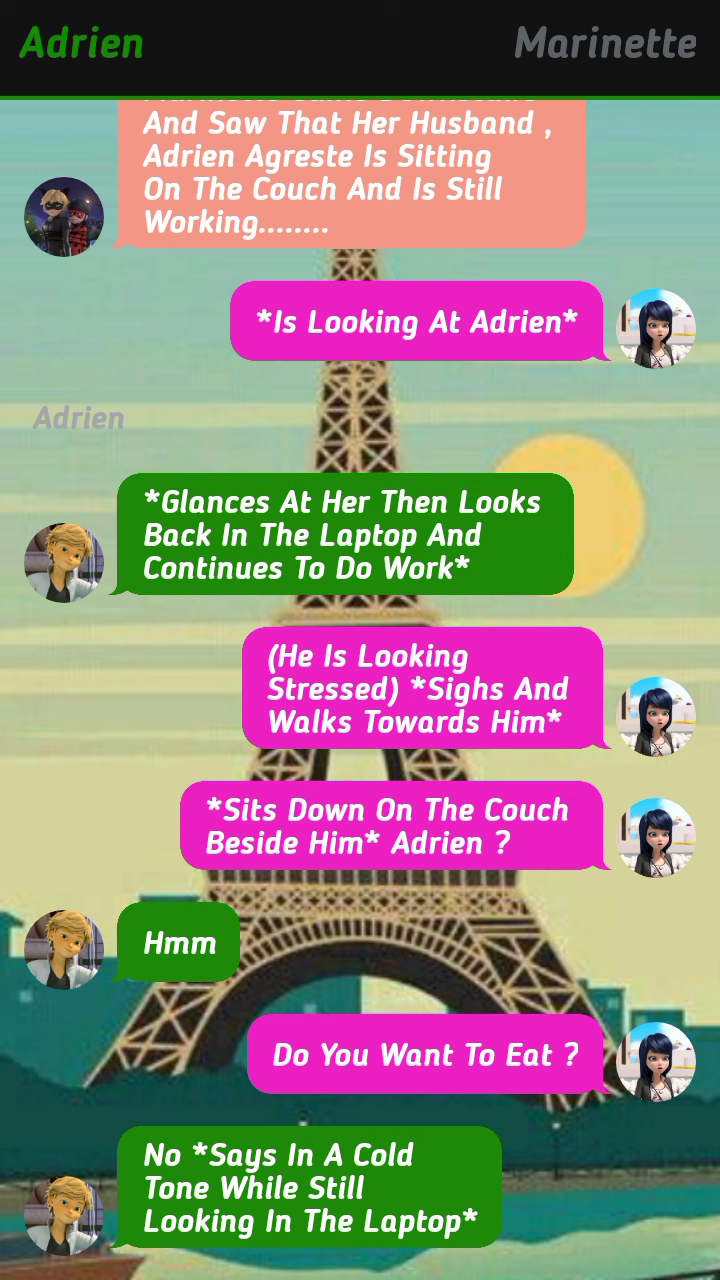 Adrien
Marinette
And Saw That Her Husband ,
Adrien Agreste Is Sitting
On The Couch And Is Still
Working........
*Is Looking At Adrien*
Adrien
*Glances At Her Then Looks
Back In The Laptop And
Continues To Do Work*
(He Is Looking
Stressed) *Sighs And
Walks Towards Him*
*Sits Down On The Couch
Beside Him* Adrien ?
Hmm
Do You Want To Eat ?
No *Says In A Cold
Tone While Still
Looking In The Laptop*